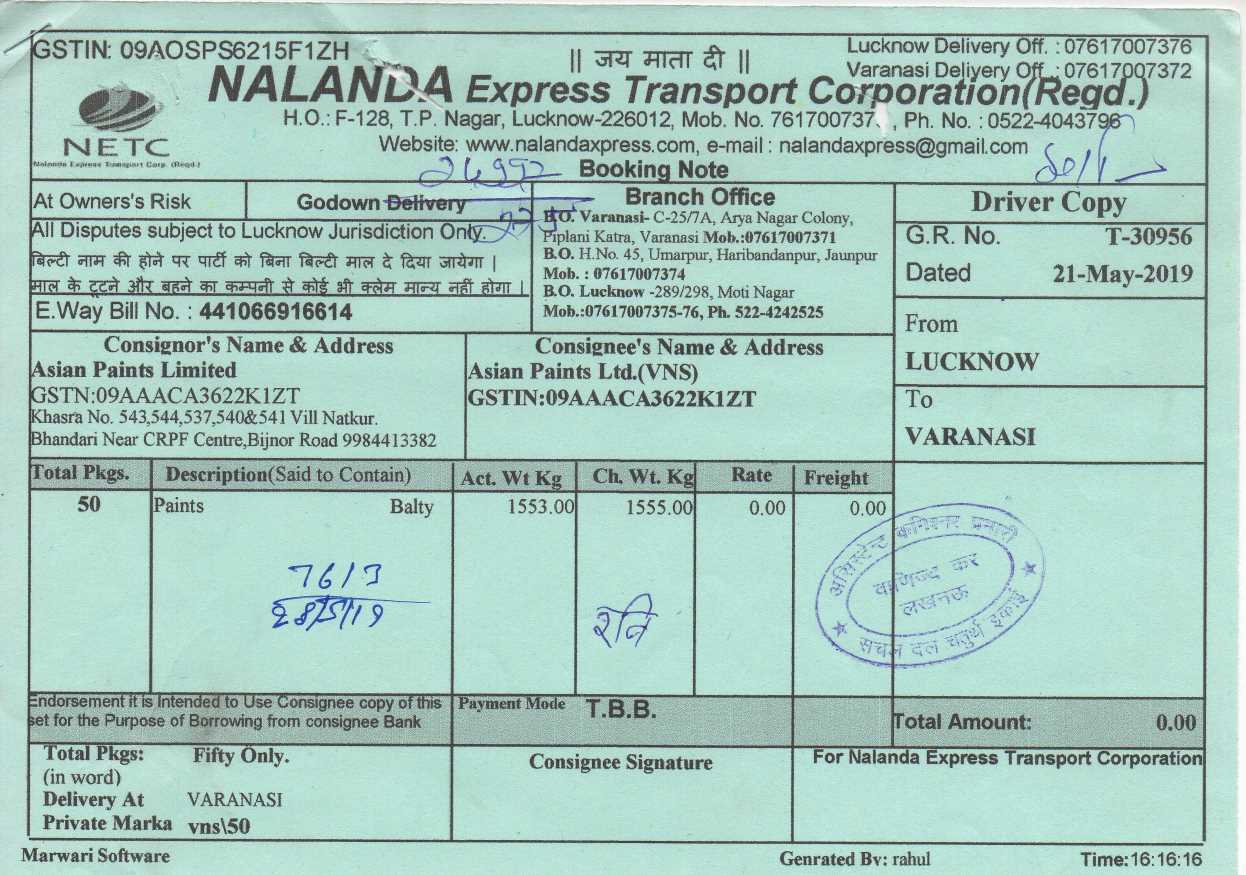 GSTIN: 09AOSPS6215F1ZH
|| जय माता दी ||
Lucknow Delivery Off. : 07617007376
Varanasi Delivery Off. : 07617007372
NALANDA Express Transport Corporation(Regd.)
NETC
Nalanda Express Transport Corp. (Regd.)
H.O.: F-128, T.P. Nagar, Lucknow-226012, Mob. No. 761700737 , Ph. No. : 0522-4043796
Website: www.nalandaxpress.com, e-mail : nalandaxpress@gmail.com
Booking Note
At Owners's Risk
Godown Delivery
All Disputes subject to Lucknow Jurisdiction Only.
बिल्टी नाम की होने पर पार्टी को बिना बिल्टी माल दे दिया जायेगा |
माल के टूटने और बहने का कम्पनी से कोई भी क्लेम मान्य नहीं होगा |
E.Way Bill No. : 441066916614
Branch Office
B.O. Varanasi- C-25/7A, Arya Nagar Colony,
Piplani Katra, Varanasi Mob.:07617007371
B.O. H.No. 45, Umarpur, Haribandanpur, Jaunpur
Mob. : 07617007374
B.O. Lucknow -289/298, Moti Nagar
Mob.:07617007375-76, Ph. 522-4242525
Driver Copy
G.R. No. T-30956
Dated 21-May-2019
From
LUCKNOW
To
VARANASI
Consignor's Name & Address
Asian Paints Limited
GSTN:09AAACA3622K1ZT
Khasra No. 543,544,537,540&541 Vill Natkur.
Bhandari Near CRPF Centre,Bijnor Road 9984413382
Consignee's Name & Address
Asian Paints Ltd.(VNS)
GSTIN:09AAACA3622K1ZT
Total Pkgs. Description(Said to Contain) Act. Wt Kg Ch. Wt. Kg Rate Freight
50 Paints Balty 1553.00 1555.00 0.00 0.00
7613
28/5/19
रवि
असिस्टेन्ट कमिश्नर प्रभारी
वाणिज्य कर
लखनऊ
सचल दल चतुर्थ इकाई
Endorsement it is Intended to Use Consignee copy of this
set for the Purpose of Borrowing from consignee Bank
Payment Mode T.B.B.
Total Amount: 0.00
Total Pkgs: Fifty Only.
(in word)
Delivery At VARANASI
Private Marka vns\50
Consignee Signature
For Nalanda Express Transport Corporation
Marwari Software
Genrated By: rahul
Time:16:16:16